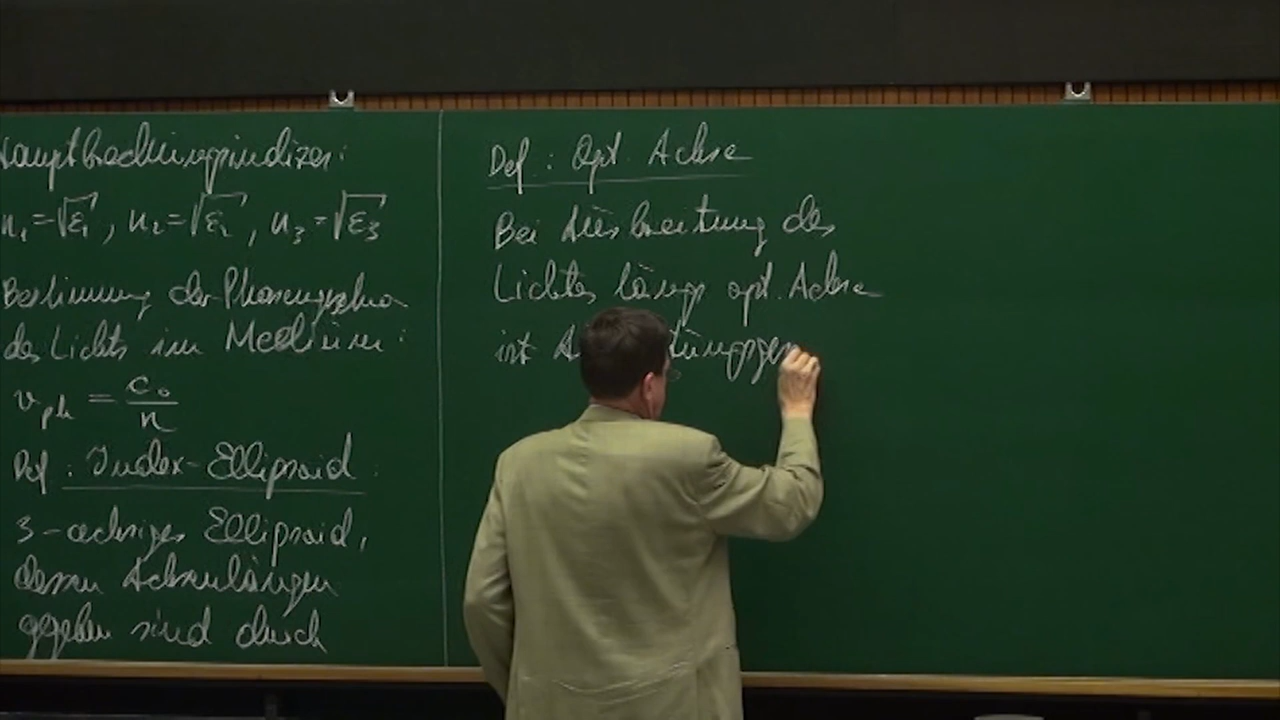 Hauptbrechungsindizes:
n₁ = √ε₁, n₂ = √ε₂, n₃ = √ε₃
Bestimmung der Phasengeschw
des Lichts im Medium:
v_ph = c₀/n
Def: Index-Ellipsoid
3-achsiges Ellipsoid,
dessen Achsenlängen
gegeben sind durch
Def: Opt. Achse
Bei Ausbreitung des
Lichtes längs opt. Achse
ist